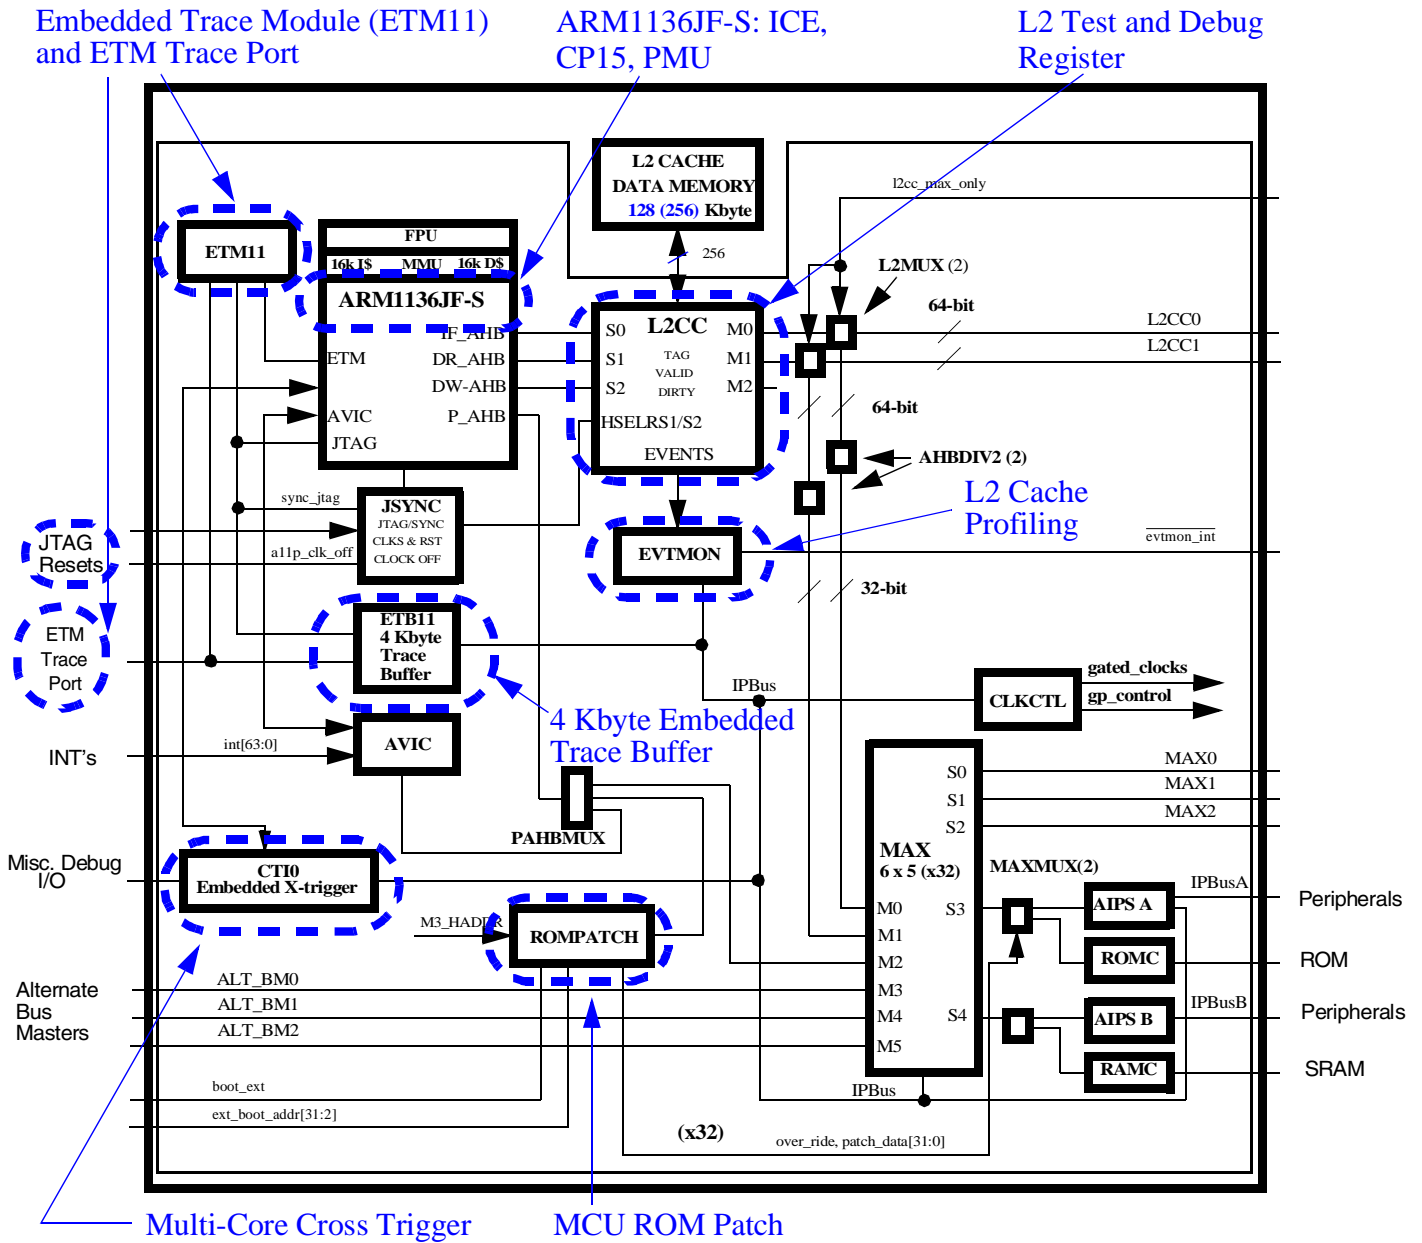 Embedded Trace Module (ETM11)
and ETM Trace Port
ARM1136JF-S: ICE,
CP15, PMU
L2 Test and Debug
Register
L2 CACHE
DATA MEMORY
128 (256) Kbyte
l2cc_max_only
256
ETM11
FPU
16k I$ MMU 16k D$
ARM1136JF-S
IF_AHB
ETM
DR_AHB
DW-AHB
AVIC
P_AHB
JTAG
S0
L2CC
M0
S1
TAG
M1
VALID
S2
DIRTY
M2
HSELRS1/S2
EVENTS
L2MUX (2)
64-bit
L2CC0
L2CC1
64-bit
AHBDIV2 (2)
L2 Cache
Profiling
sync_jtag
JSYNC
JTAG/SYNC
CLKS & RST
CLOCK OFF
a11p_clk_off
JTAG
Resets
EVTMON
evtmon_int
32-bit
ETM
Trace
Port
ETB11
4 Kbyte
Trace
Buffer
IPBus
CLKCTL
gated_clocks
gp_control
4 Kbyte Embedded
Trace Buffer
INT's
int[63:0]
AVIC
PAHBMUX
S0
MAX0
S1
MAX1
S2
MAX2
MAX
6 x 5 (x32)
MAXMUX(2)
Misc. Debug
I/O
CTI0
Embedded X-trigger
M3_HADDR
ROMPATCH
M0
S3
M1
M2
M3
M4
S4
M5
AIPS A
IPBusA
Peripherals
ROMC
ROM
AIPS B
IPBusB
Peripherals
RAMC
SRAM
Alternate
Bus
Masters
ALT_BM0
ALT_BM1
ALT_BM2
boot_ext
ext_boot_addr[31:2]
IPBus
(x32)
over_ride, patch_data[31:0]
Multi-Core Cross Trigger
MCU ROM Patch